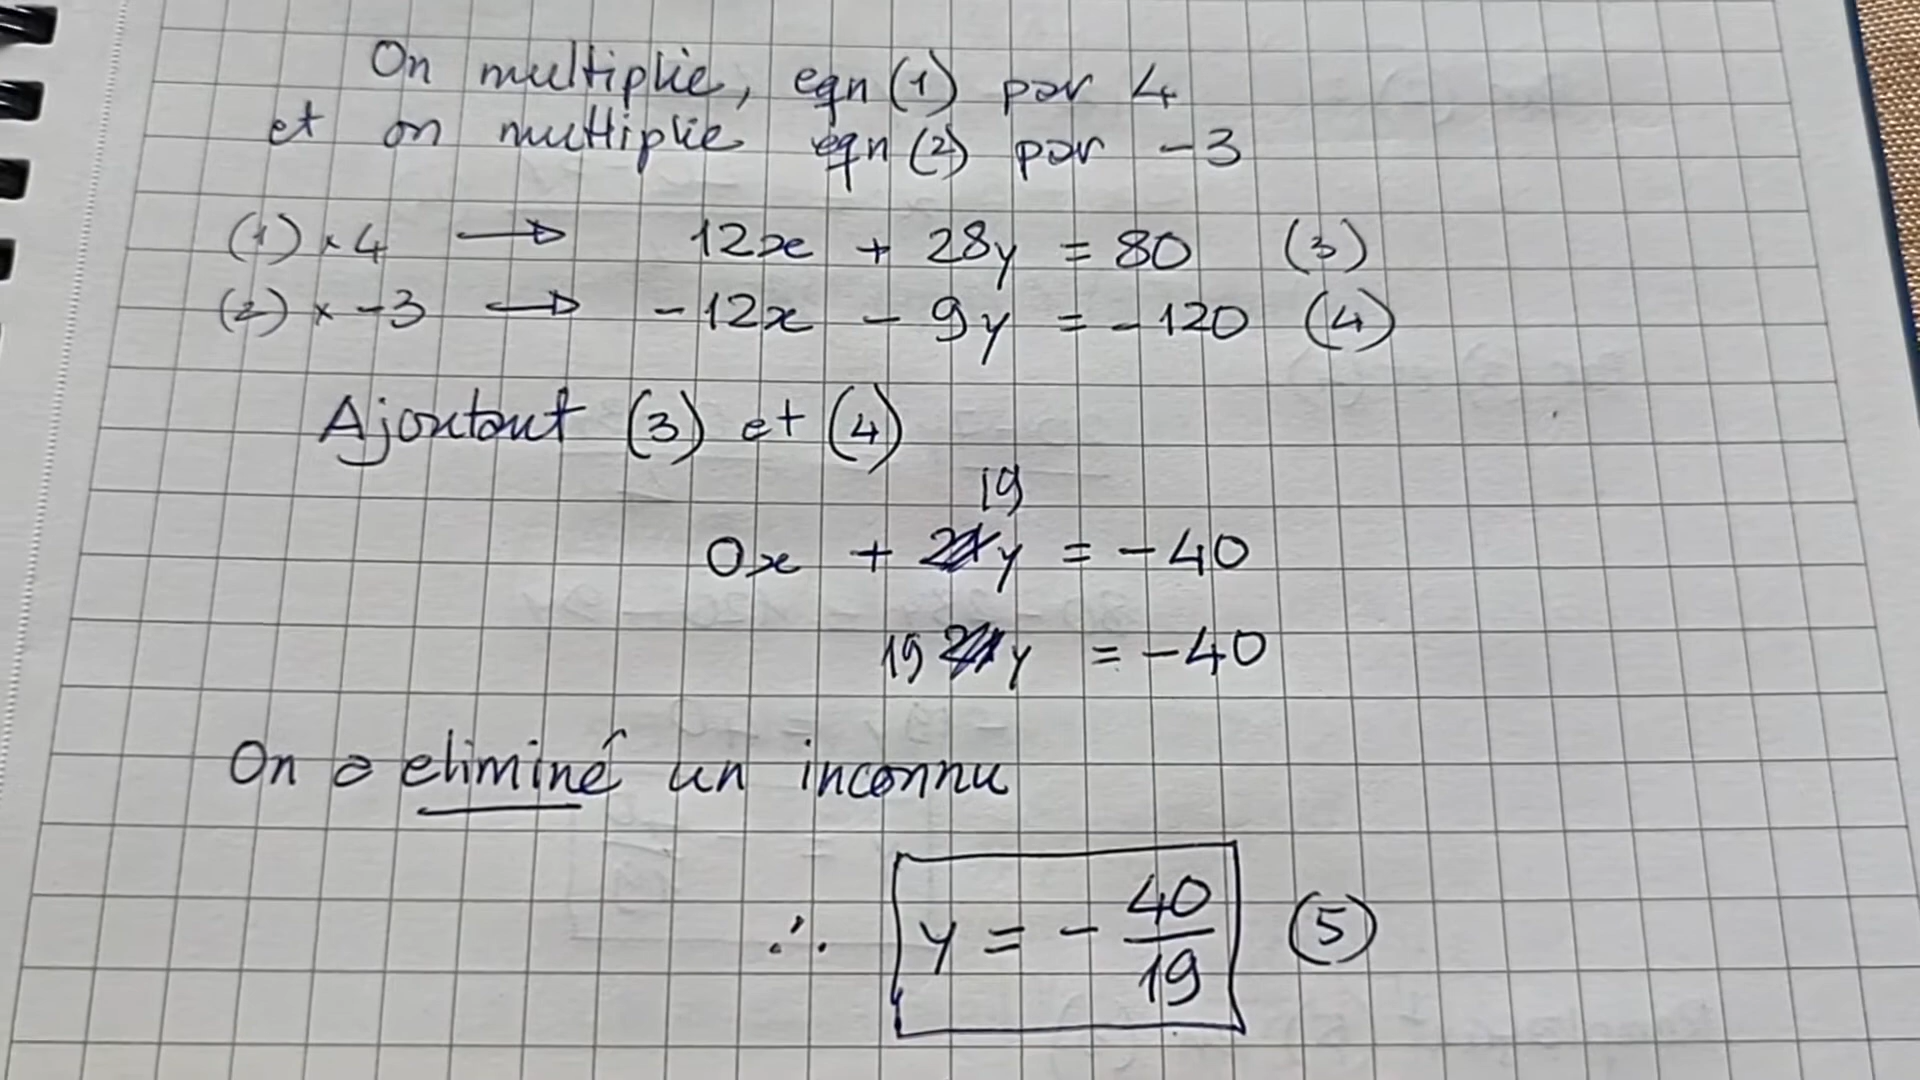 On multiplie, eqn (1) par 4
et on multiplie eqn (2) par -3
(1) × 4 → 12x + 28y = 80 (3)
(2) × -3 → -12x - 9y = -120 (4)
Ajoutant (3) et (4)
19
0x + y = -40
19 y = -40
On a eliminé un inconnu
∴ y = - 40/19 (5)